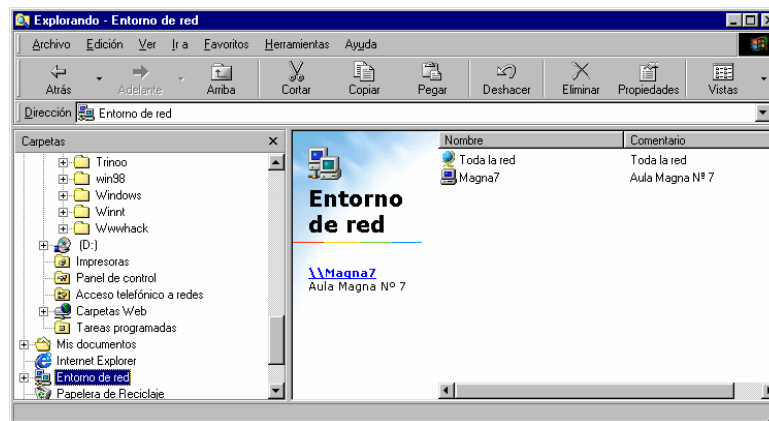 Explorando - Entorno de red
Archivo Edición Ver Ir a Favoritos Herramientas Ayuda
Atrás Adelante Arriba Cortar Copiar Pegar Deshacer Eliminar Propiedades Vistas
Dirección Entorno de red
Carpetas
Trinoo
win98
Windows
Winnt
Wwwhack
(D:)
Impresoras
Panel de control
Acceso telefónico a redes
Carpetas Web
Tareas programadas
Mis documentos
Internet Explorer
Entorno de red
Papelera de Reciclaje
Entorno
de red
\\Magna7
Aula Magna Nº 7
Nombre Comentario
Toda la red Toda la red
Magna7 Aula Magna Nº 7